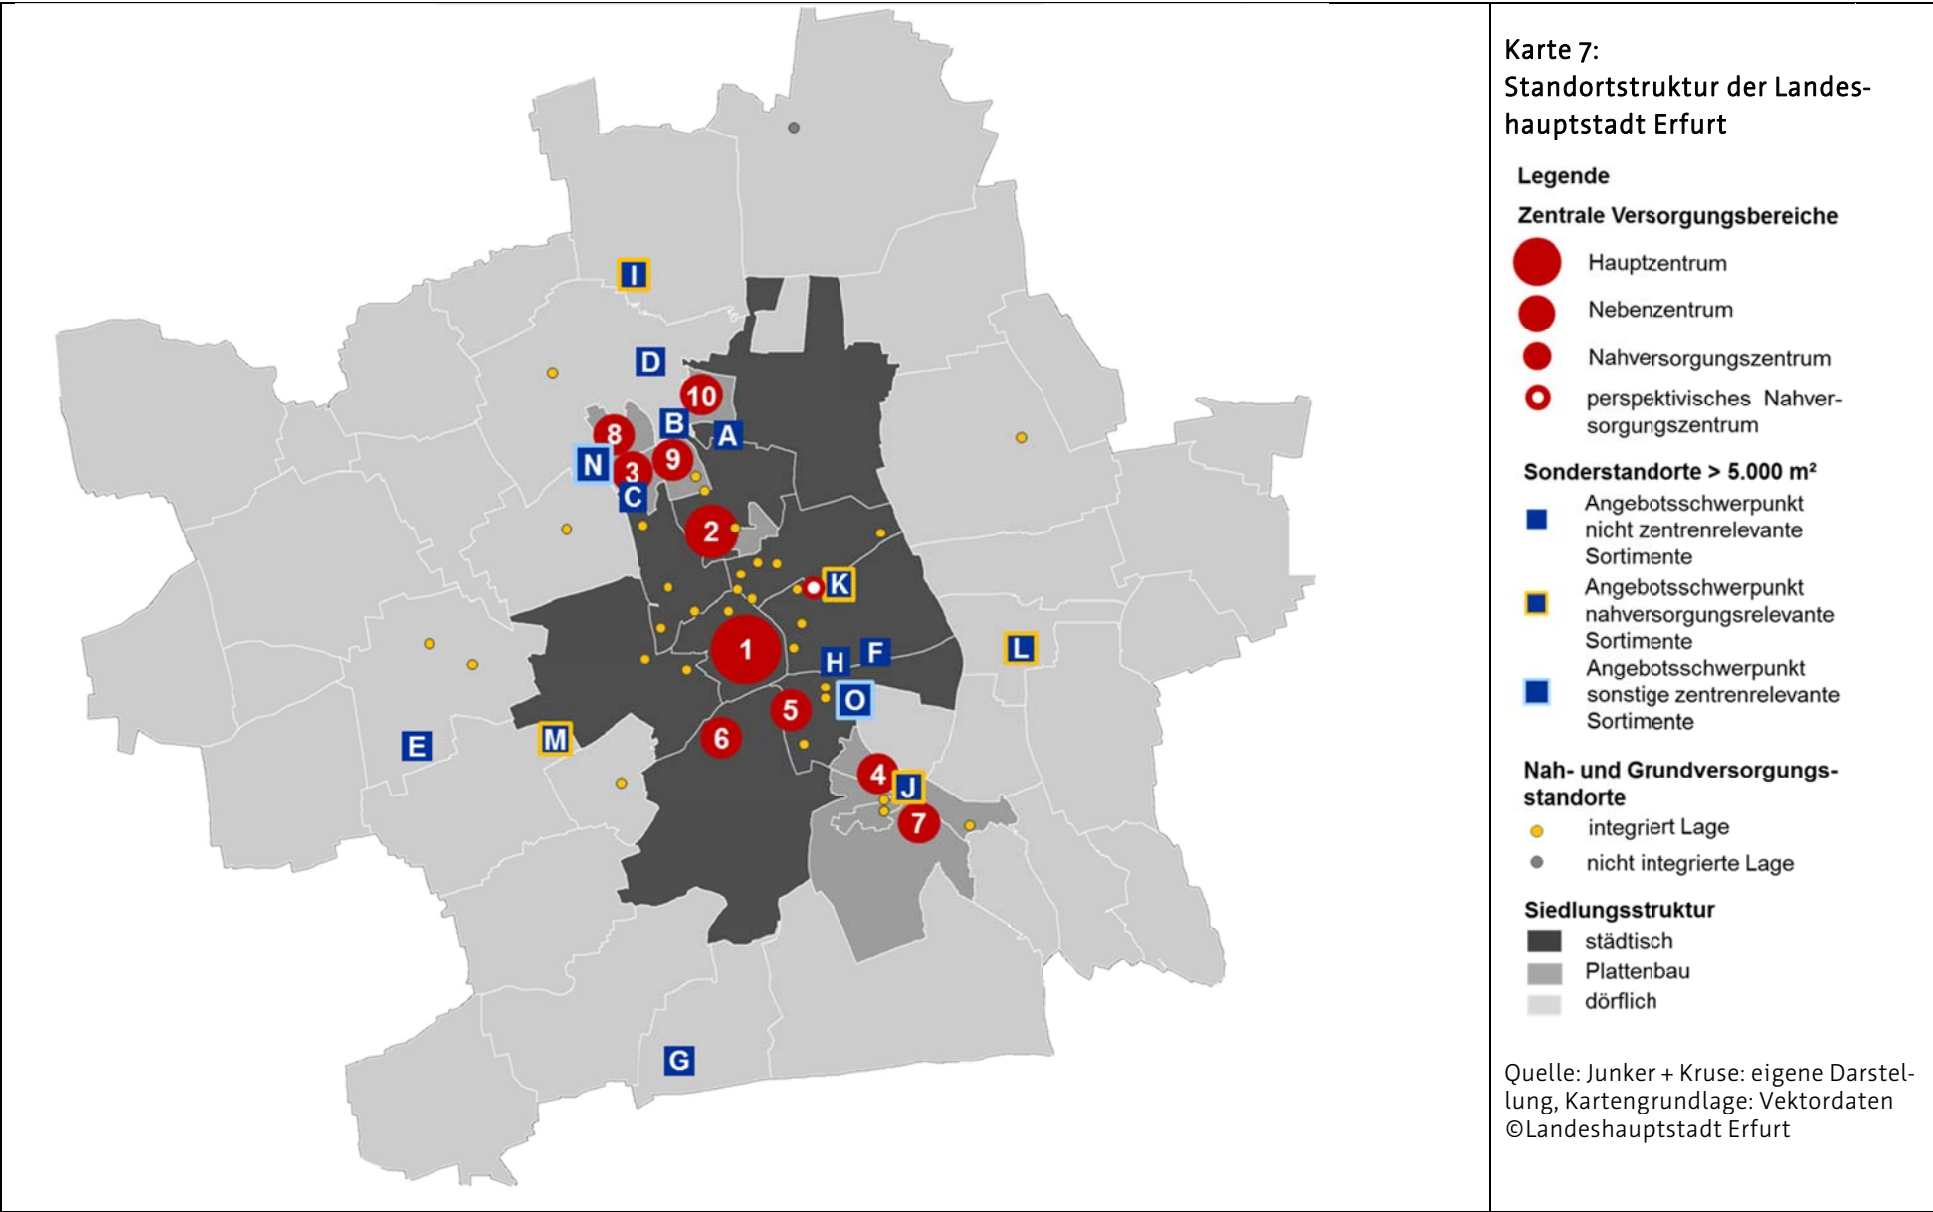 Karte 7:
Standortstruktur der Landes-
hauptstadt Erfurt
Legende
Zentrale Versorgungsbereiche
Hauptzentrum
Nebenzentrum
Nahversorgungszentrum
perspektivisches Nahver-
sorgungszentrum
Sonderstandorte > 5.000 m²
Angebotsschwerpunkt
nicht zentrenrelevante
Sortimente
Angebotsschwerpunkt
nahversorgungsrelevante
Sortimente
Angebotsschwerpunkt
sonstige zentrenrelevante
Sortimente
Nah- und Grundversorgungs-
standorte
integriert Lage
nicht integrierte Lage
Siedlungsstruktur
städtisch
Plattenbau
dörflich
Quelle: Junker + Kruse: eigene Darstel-
lung, Kartengrundlage: Vektordaten
©Landeshauptstadt Erfurt
I
D
10
B
A
8
9
N
3
C
2
K
1
H
F
L
O
5
6
E
M
4
J
7
G